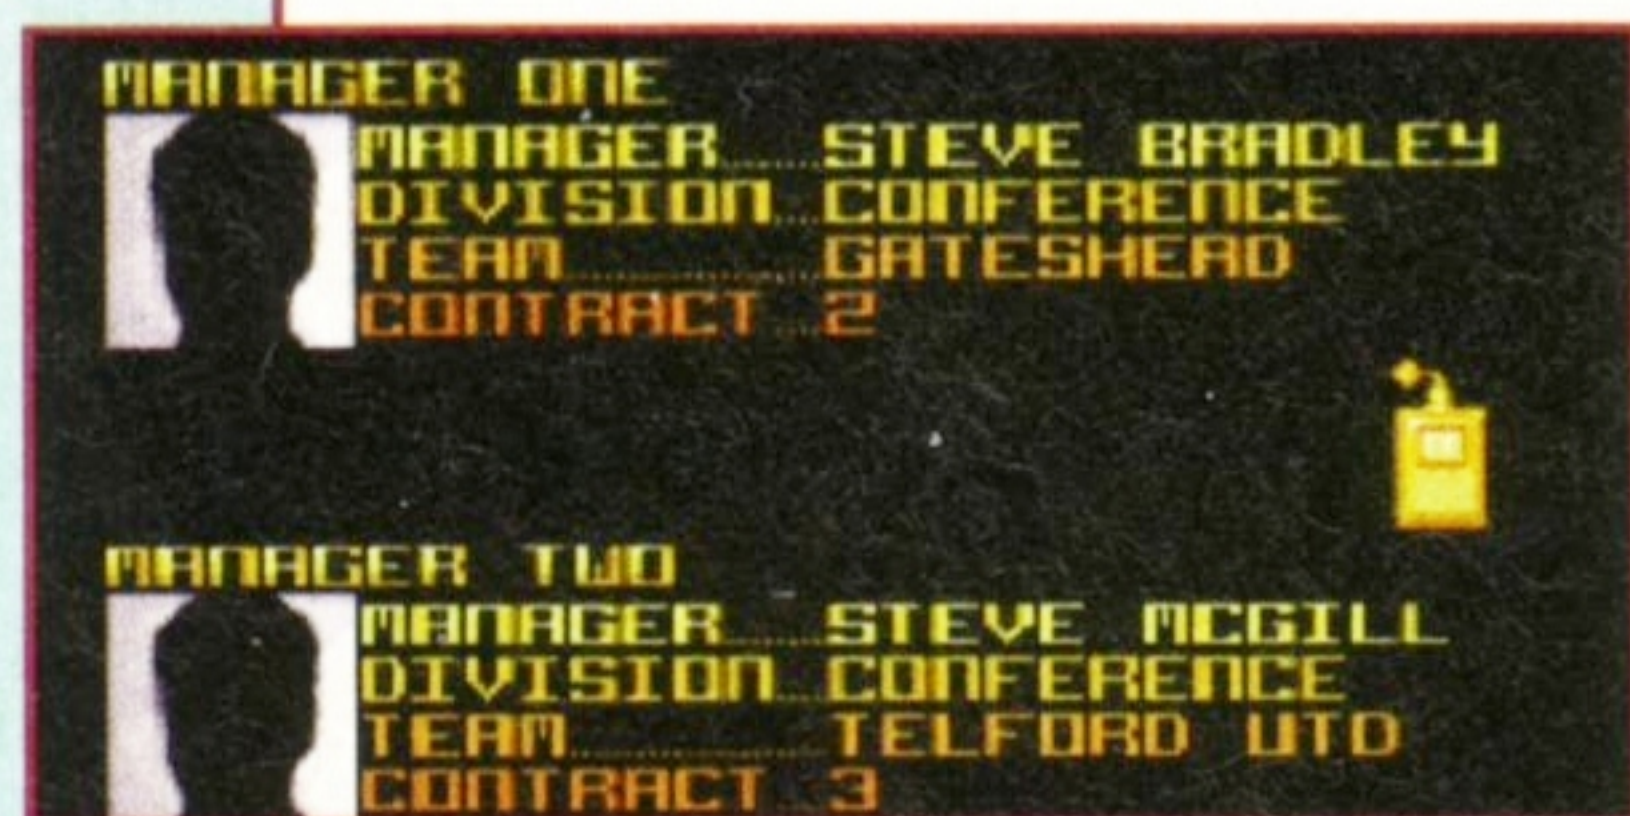 MANAGER ONE
MANAGER......STEVE BRADLEY
DIVISION...CONFERENCE
TEAM..............GATESHEAD
CONTRACT...2
MANAGER TWO
MANAGER......STEVE MCGILL
DIVISION...CONFERENCE
TEAM..............TELFORD UTD
CONTRACT...3